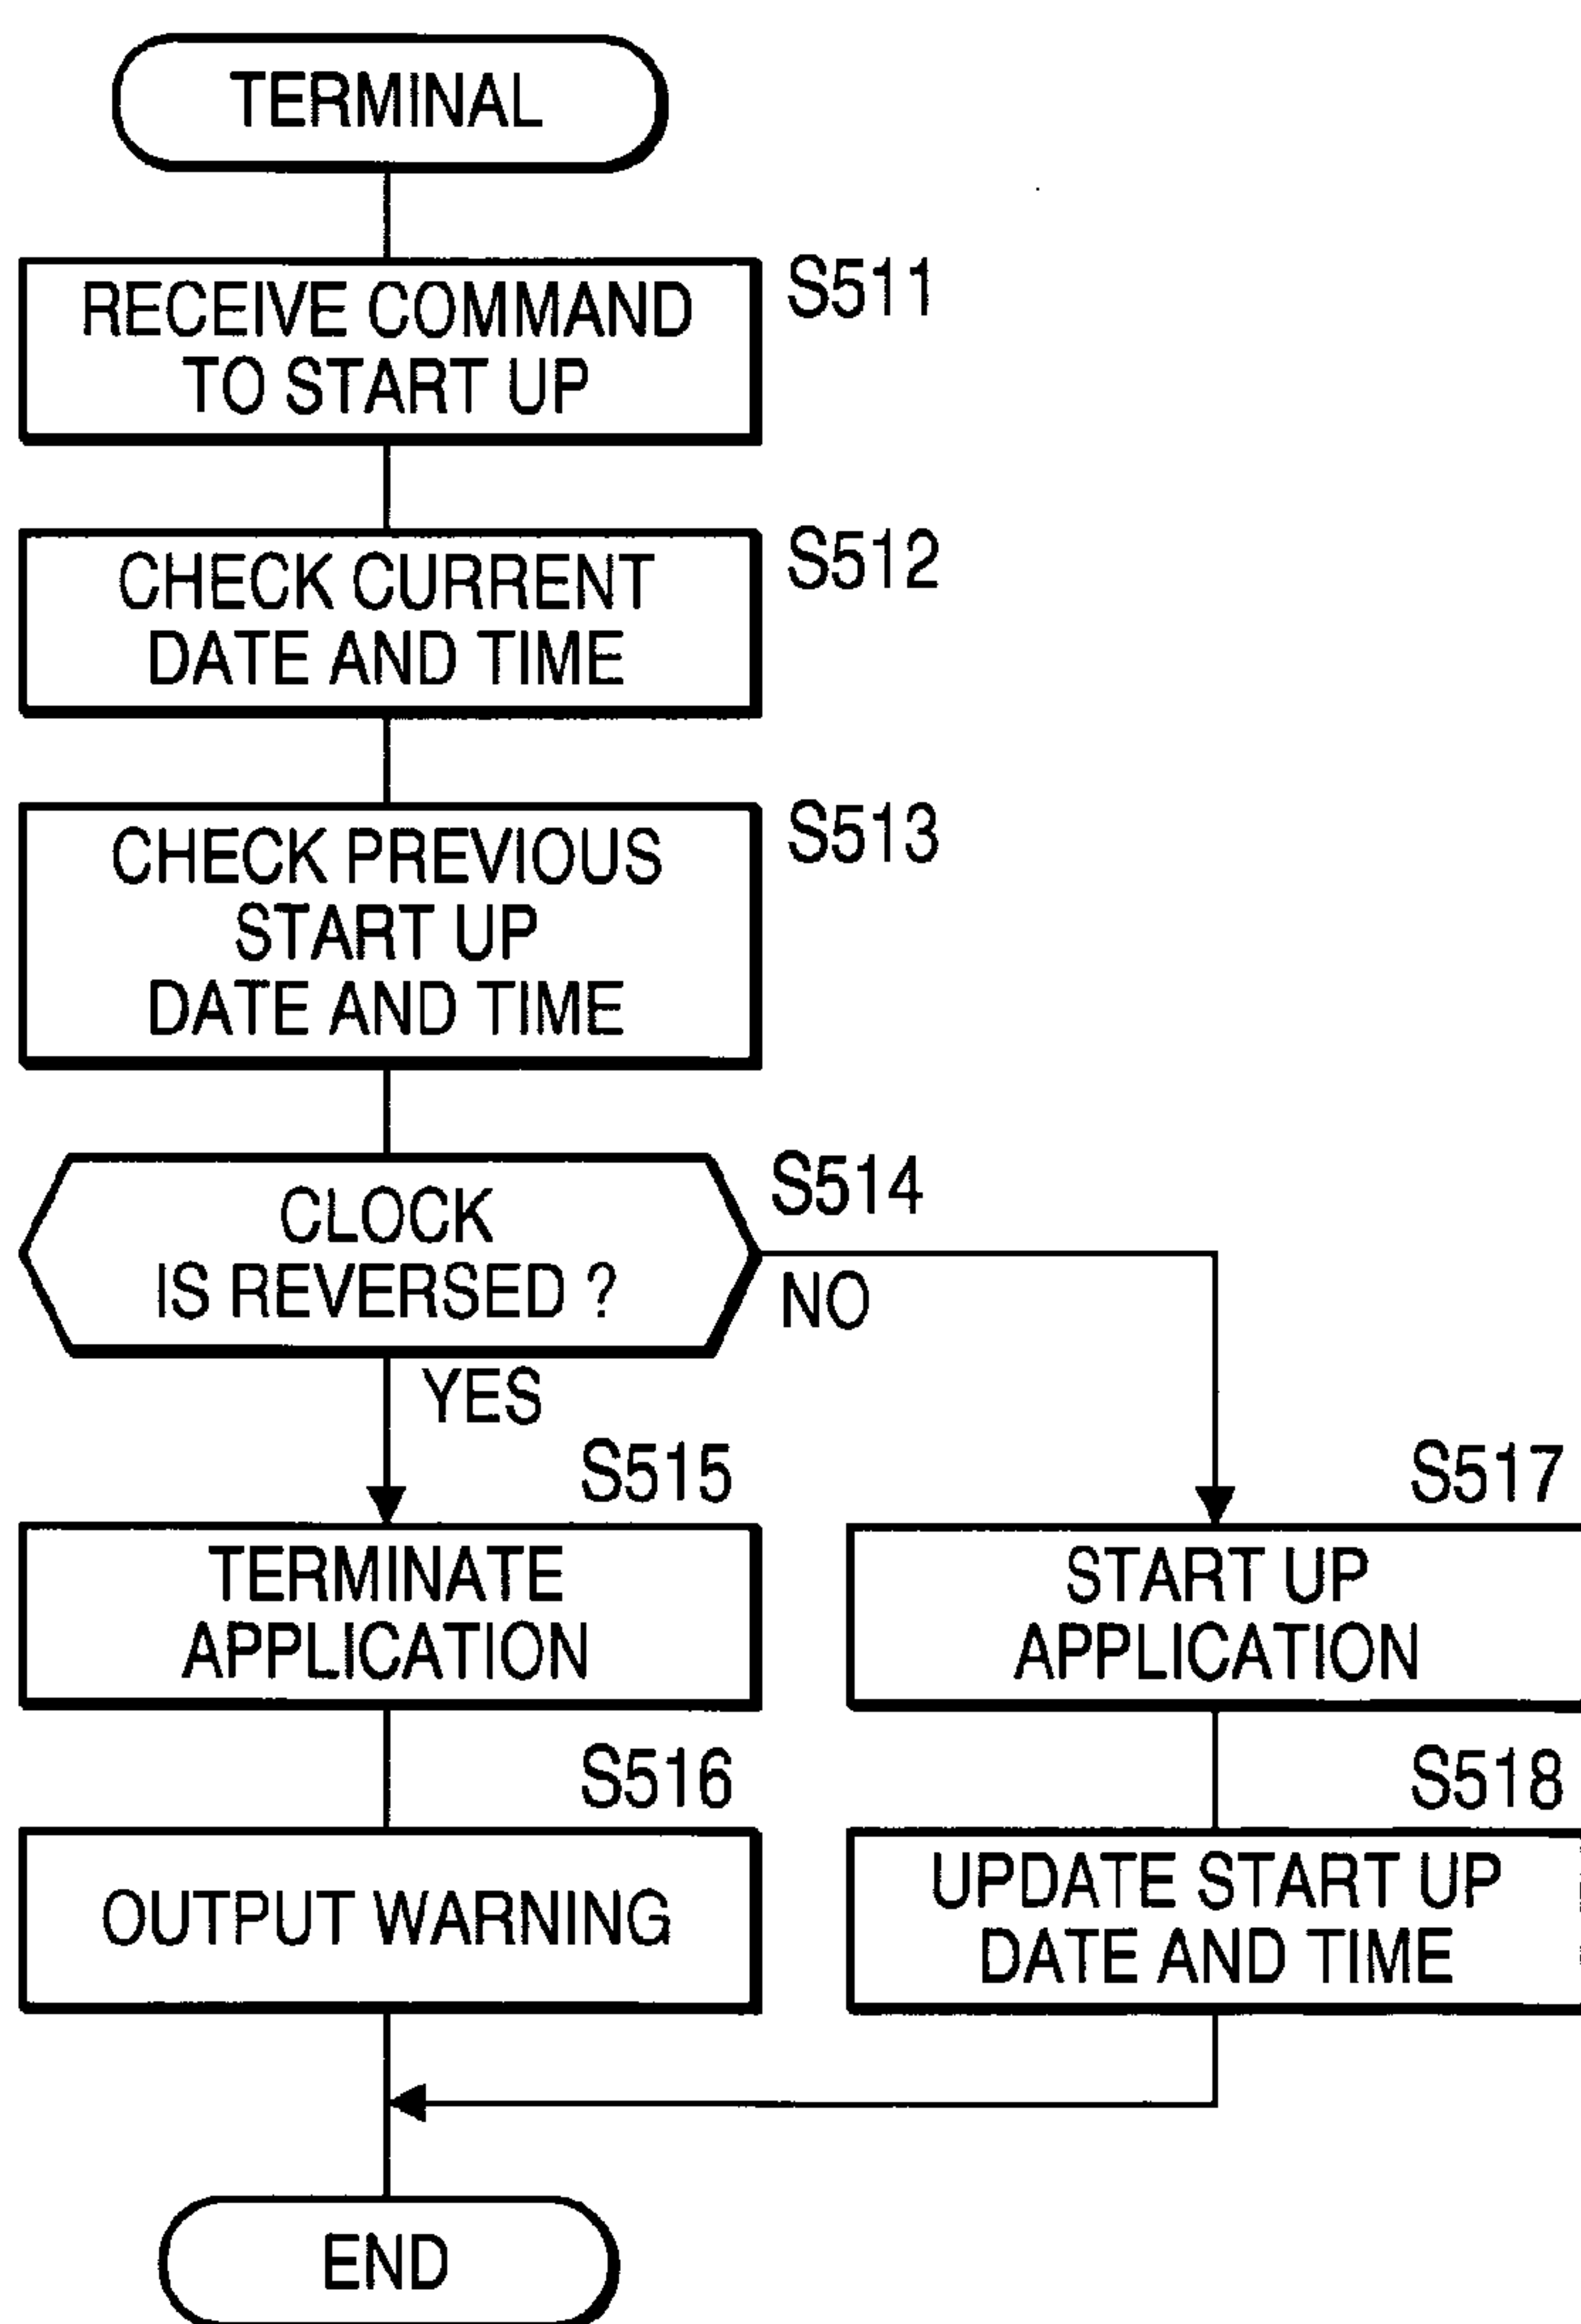 TERMINAL
RECEIVE COMMAND
TO START UP
S511
CHECK CURRENT
DATE AND TIME
S512
CHECK PREVIOUS
START UP
DATE AND TIME
S513
CLOCK
IS REVERSED ?
S514
NO
YES
S515
TERMINATE
APPLICATION
S516
OUTPUT WARNING
S517
START UP
APPLICATION
S518
UPDATE START UP
DATE AND TIME
END